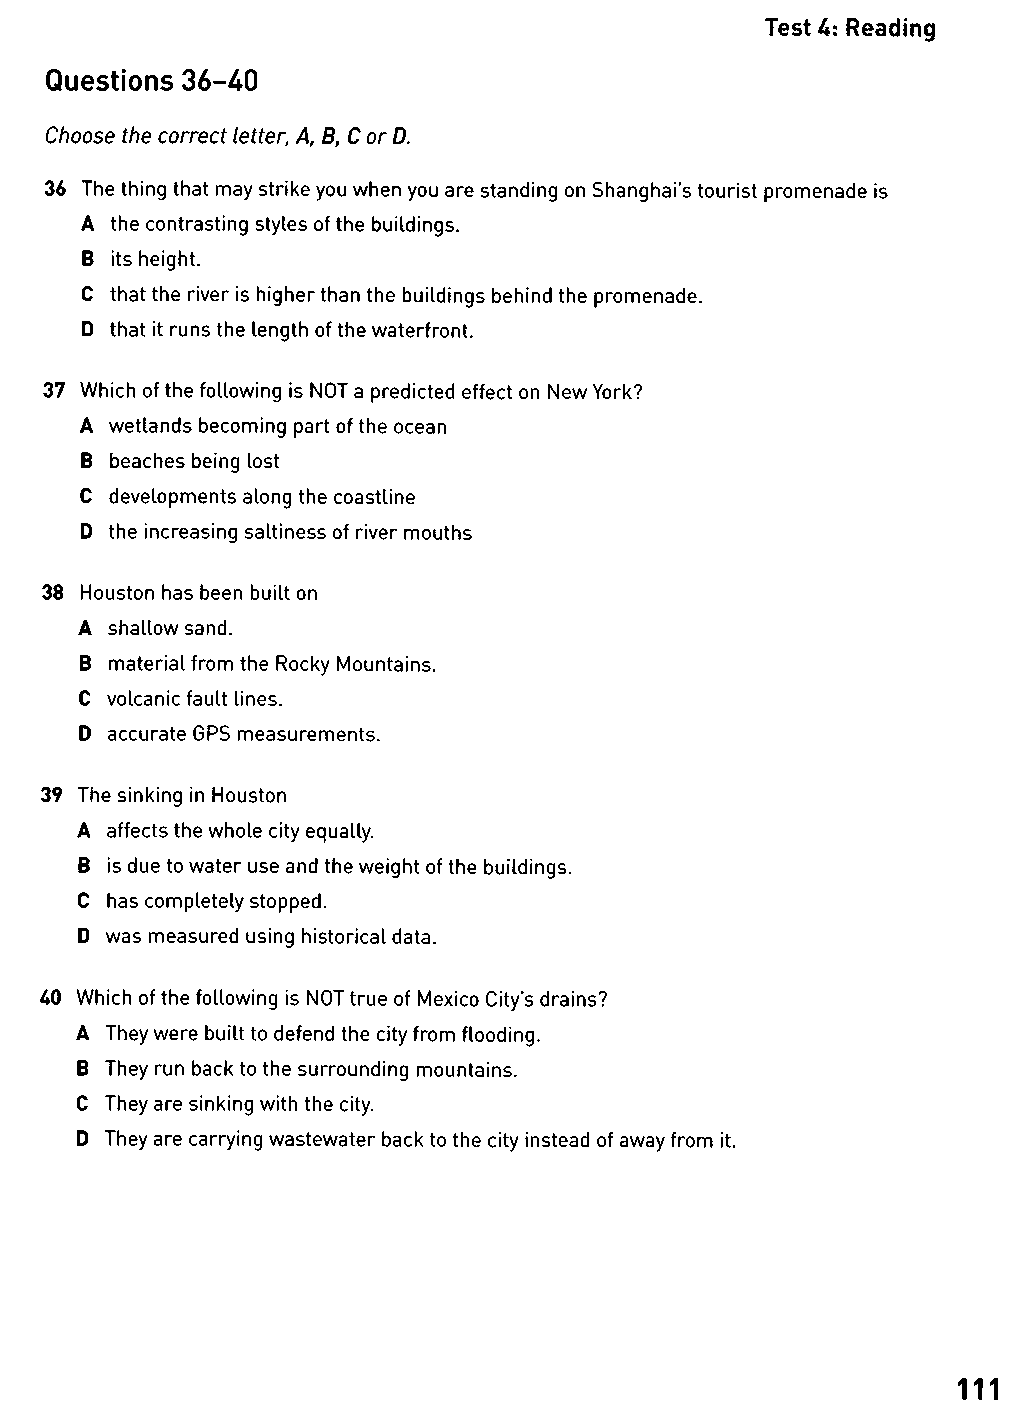 Test 4: Reading
Questions 36–40
Choose the correct letter, A, B, C or D.
36 The thing that may strike you when you are standing on Shanghai's tourist promenade is
A the contrasting styles of the buildings.
B its height.
C that the river is higher than the buildings behind the promenade.
D that it runs the length of the waterfront.
37 Which of the following is NOT a predicted effect on New York?
A wetlands becoming part of the ocean
B beaches being lost
C developments along the coastline
D the increasing saltiness of river mouths
38 Houston has been built on
A shallow sand.
B material from the Rocky Mountains.
C volcanic fault lines.
D accurate GPS measurements.
39 The sinking in Houston
A affects the whole city equally.
B is due to water use and the weight of the buildings.
C has completely stopped.
D was measured using historical data.
40 Which of the following is NOT true of Mexico City's drains?
A They were built to defend the city from flooding.
B They run back to the surrounding mountains.
C They are sinking with the city.
D They are carrying wastewater back to the city instead of away from it.
111